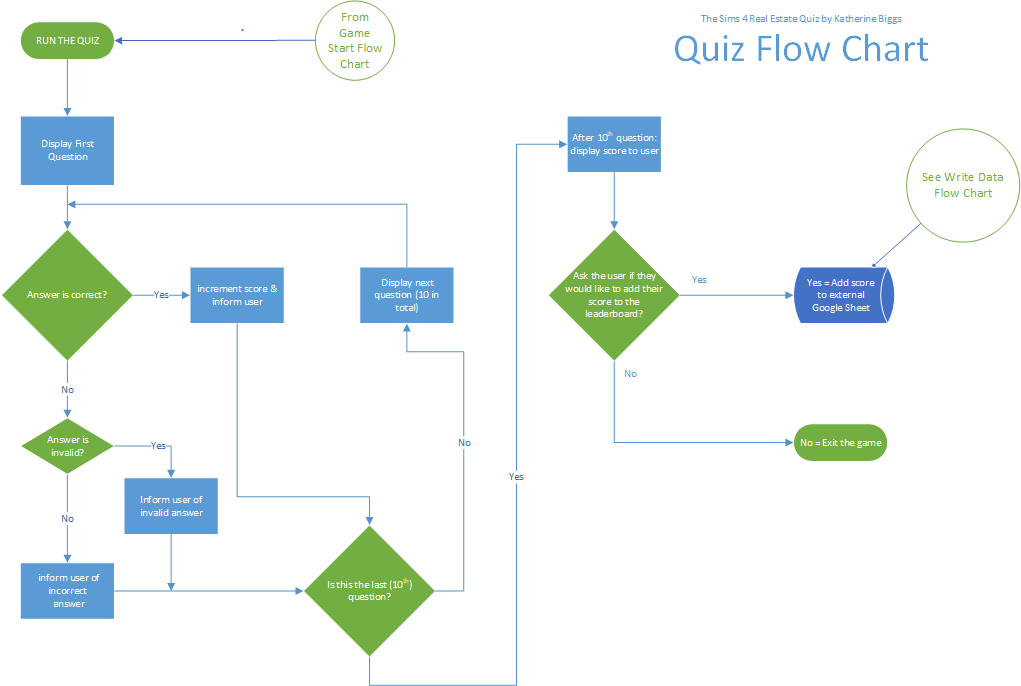 The Sims 4 Real Estate Quiz by Katherine Biggs
Quiz Flow Chart
RUN THE QUIZ
From
Game
Start Flow
Chart
Display First
Question
Answer is correct?
Yes
increment score &
inform user
Display next
question (10 in
total)
No
Answer is
invalid?
Yes
Inform user of
invalid answer
No
inform user of
incorrect
answer
Is this the last (10th)
question?
No
Yes
After 10th question:
display score to user
Ask the user if they
would like to add their
score to the
leaderboard?
Yes
Yes = Add score
to external
Google Sheet
See Write Data
Flow Chart
No
No = Exit the game